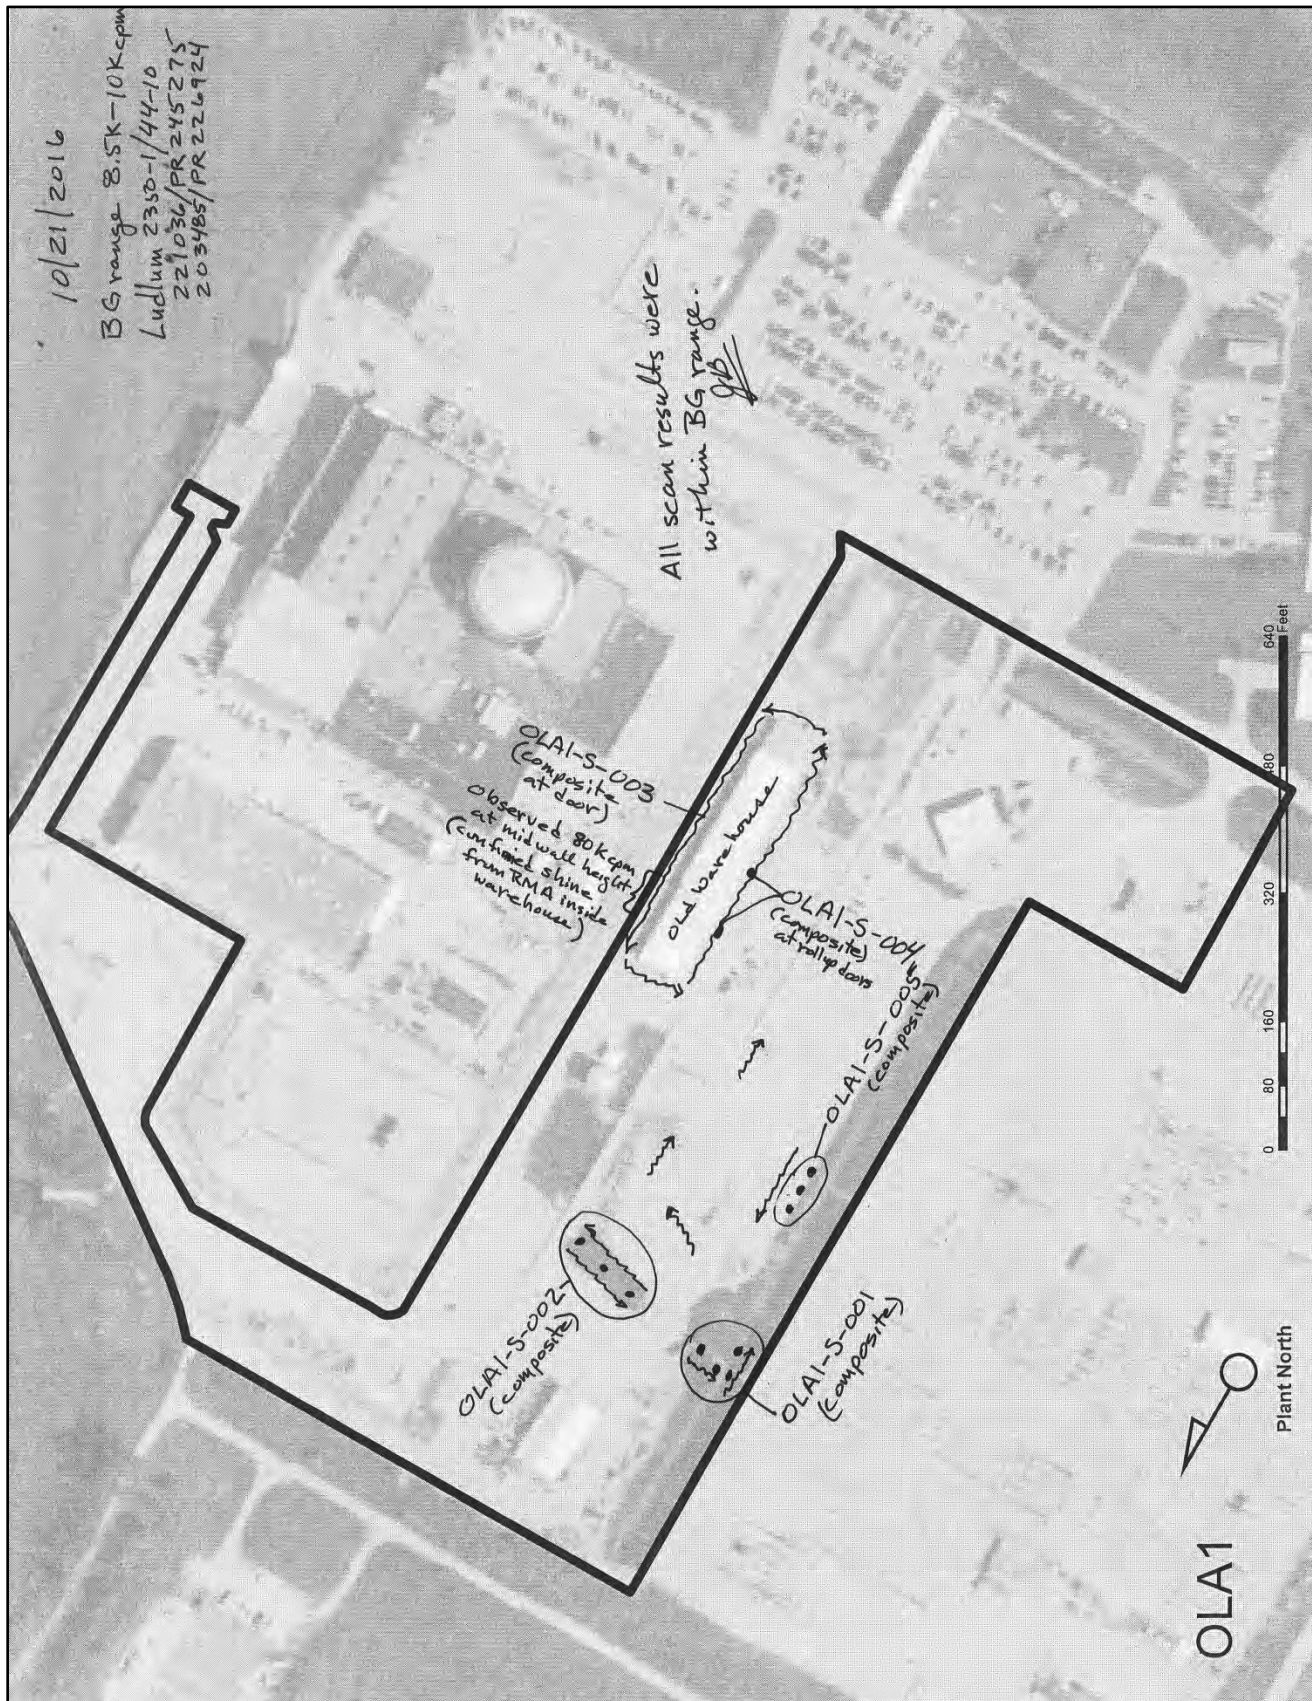 10/21/2016
BG range 8.5K-10Kcpm
Ludlum 2350-1/44-10
221036/PR245275
203485/PR226924
All scan results were
within BG range.
OLA1-S-003
(composite
at door)
Observed 80Kcpm
at midwall height
(confirmed shine
from RMA inside
warehouse)
Old Warehouse
OLA1-S-004
(composite)
at rollup doors
OLA1-S-005
(composite)
OLA1-S-002
(composite)
OLA1-S-001
(composite)
0 80 160 320 640
Feet
Plant North
OLA1